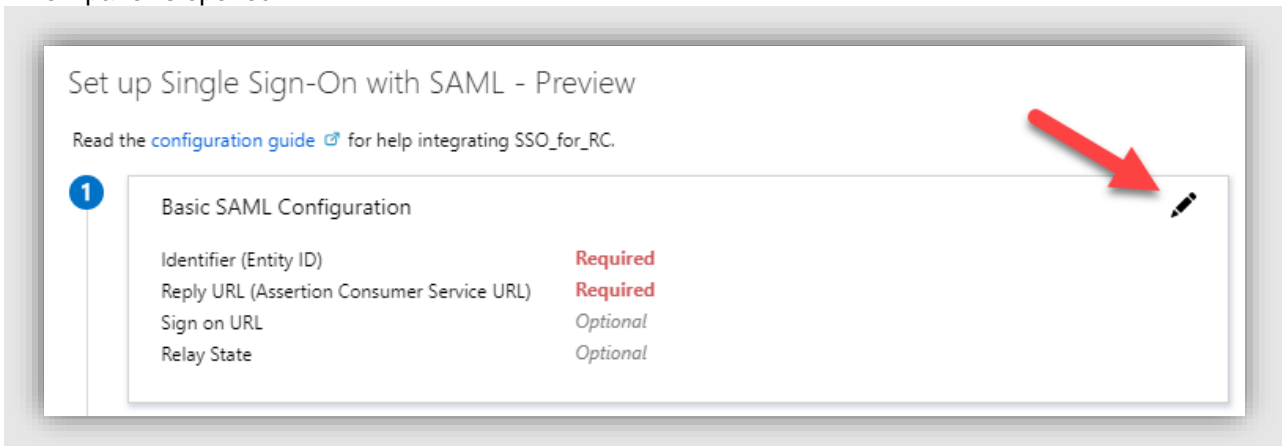 Set up Single Sign-On with SAML - Preview
Read the configuration guide for help integrating SSO_for_RC.
1
Basic SAML Configuration
Identifier (Entity ID) Required
Reply URL (Assertion Consumer Service URL) Required
Sign on URL Optional
Relay State Optional